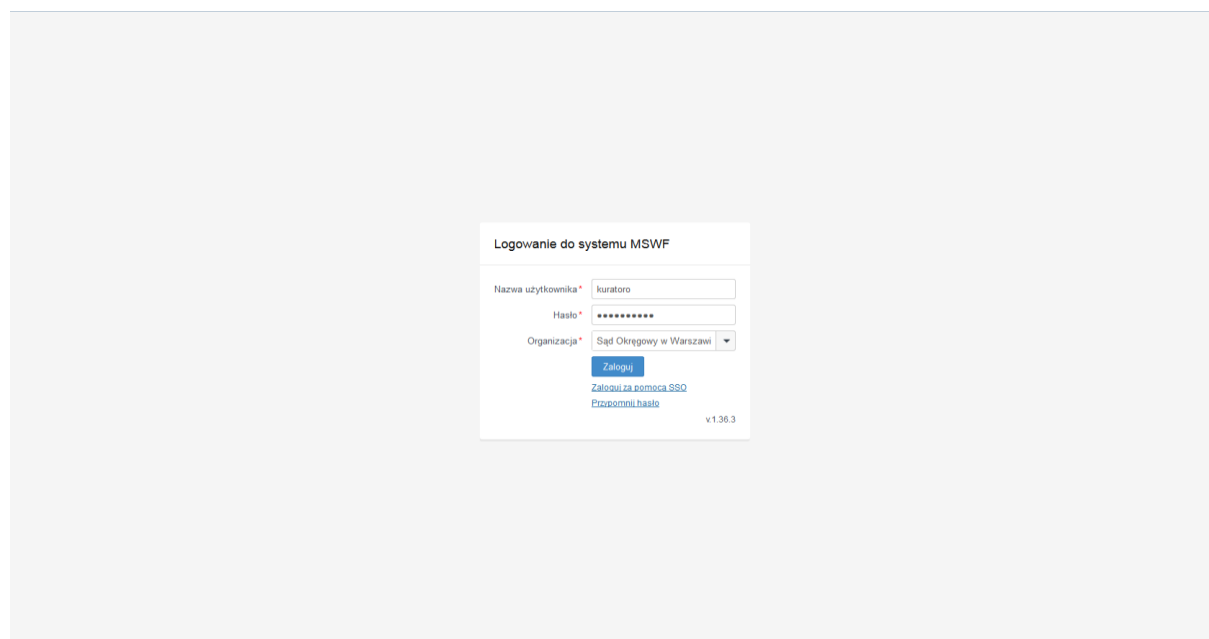 Logowanie do systemu MSWF
Nazwa użytkownika* kuratoro
Hasło* ••••••••••
Organizacja* Sąd Okręgowy w Warszawi
Zaloguj
Zaloguj za pomocą SSO
Przypomnij hasło
v.1.36.3